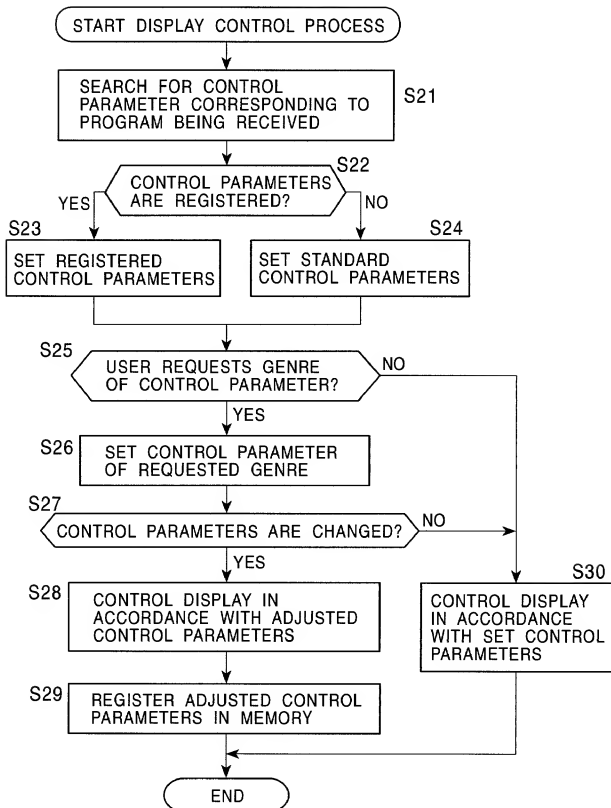 START DISPLAY CONTROL PROCESS
SEARCH FOR CONTROL
PARAMETER CORRESPONDING TO
PROGRAM BEING RECEIVED
S21
S22
CONTROL PARAMETERS
ARE REGISTERED?
YES
NO
S23
SET REGISTERED
CONTROL PARAMETERS
S24
SET STANDARD
CONTROL PARAMETERS
S25
USER REQUESTS GENRE
OF CONTROL PARAMETER?
NO
YES
S26
SET CONTROL PARAMETER
OF REQUESTED GENRE
S27
CONTROL PARAMETERS ARE CHANGED?
NO
YES
S28
CONTROL DISPLAY IN
ACCORDANCE WITH ADJUSTED
CONTROL PARAMETERS
S30
CONTROL DISPLAY
IN ACCORDANCE
WITH SET CONTROL
PARAMETERS
S29
REGISTER ADJUSTED CONTROL
PARAMETERS IN MEMORY
END